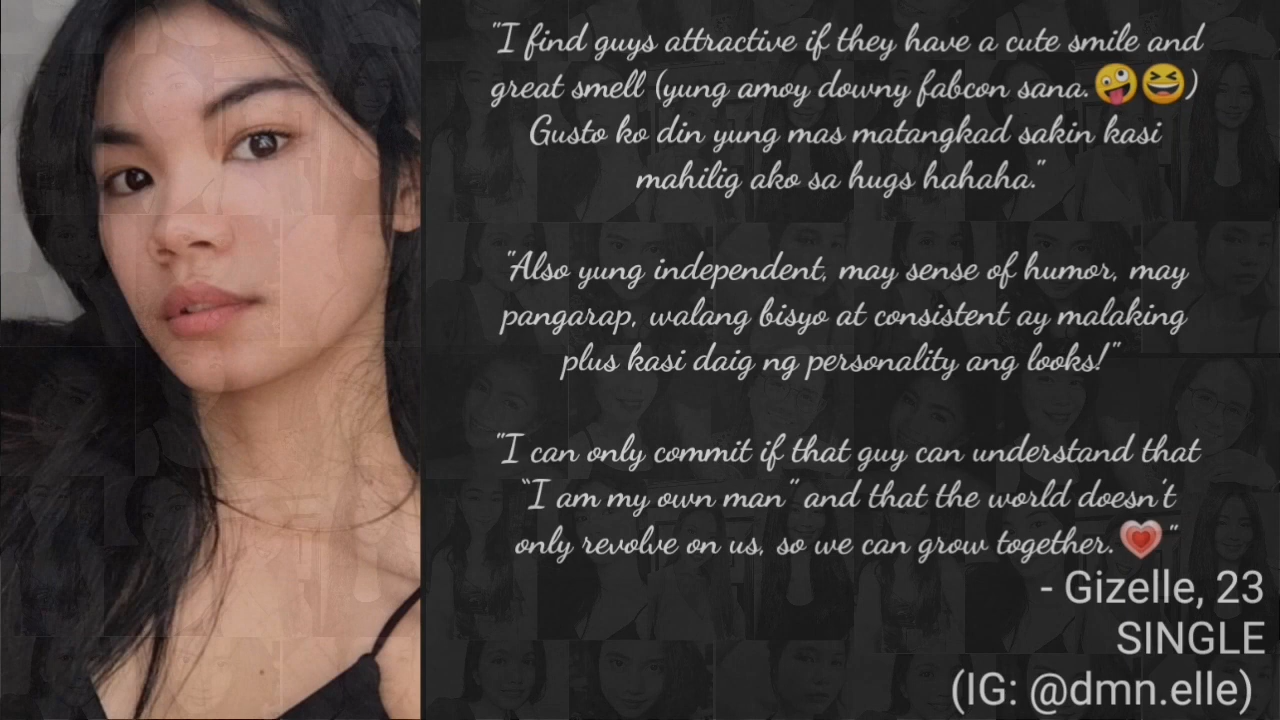 "I find guys attractive if they have a cute smile and
great smell (yung amoy downy fabcon sana.🤪😆)
Gusto ko din yung mas matangkad sakin kasi
mahilig ako sa hugs hahaha."
"Also yung independent, may sense of humor, may
pangarap, walang bisyo at consistent ay malaking
plus kasi daig ng personality ang looks!"
"I can only commit if that guy can understand that
“I am my own man” and that the world doesn't
only revolve on us, so we can grow together.💗"
- Gizelle, 23
SINGLE
(IG: @dmn.elle)